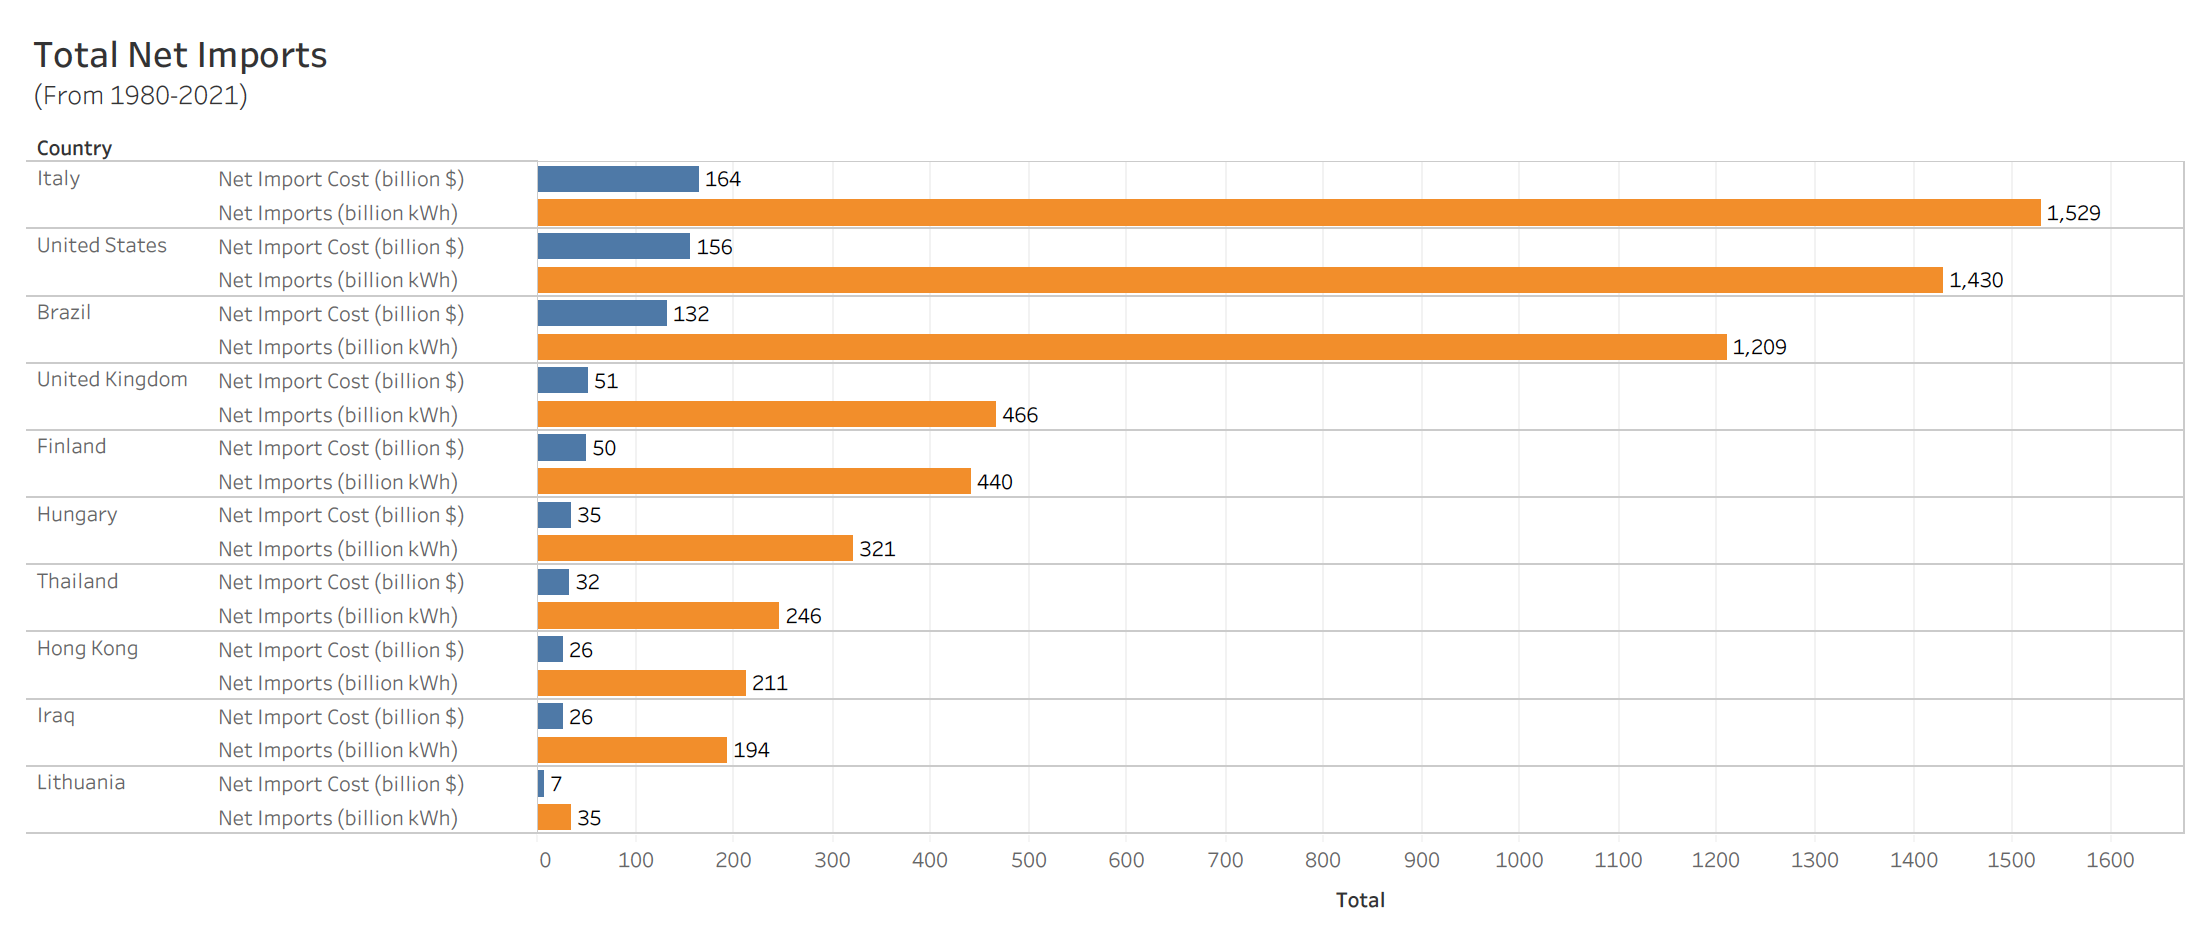 Total Net Imports
(From 1980-2021)
Country
Italy Net Import Cost (billion $) 164
Net Imports (billion kWh) 1,529
United States Net Import Cost (billion $) 156
Net Imports (billion kWh) 1,430
Brazil Net Import Cost (billion $) 132
Net Imports (billion kWh) 1,209
United Kingdom Net Import Cost (billion $) 51
Net Imports (billion kWh) 466
Finland Net Import Cost (billion $) 50
Net Imports (billion kWh) 440
Hungary Net Import Cost (billion $) 35
Net Imports (billion kWh) 321
Thailand Net Import Cost (billion $) 32
Net Imports (billion kWh) 246
Hong Kong Net Import Cost (billion $) 26
Net Imports (billion kWh) 211
Iraq Net Import Cost (billion $) 26
Net Imports (billion kWh) 194
Lithuania Net Import Cost (billion $) 7
Net Imports (billion kWh) 35
0 100 200 300 400 500 600 700 800 900 1000 1100 1200 1300 1400 1500 1600
Total